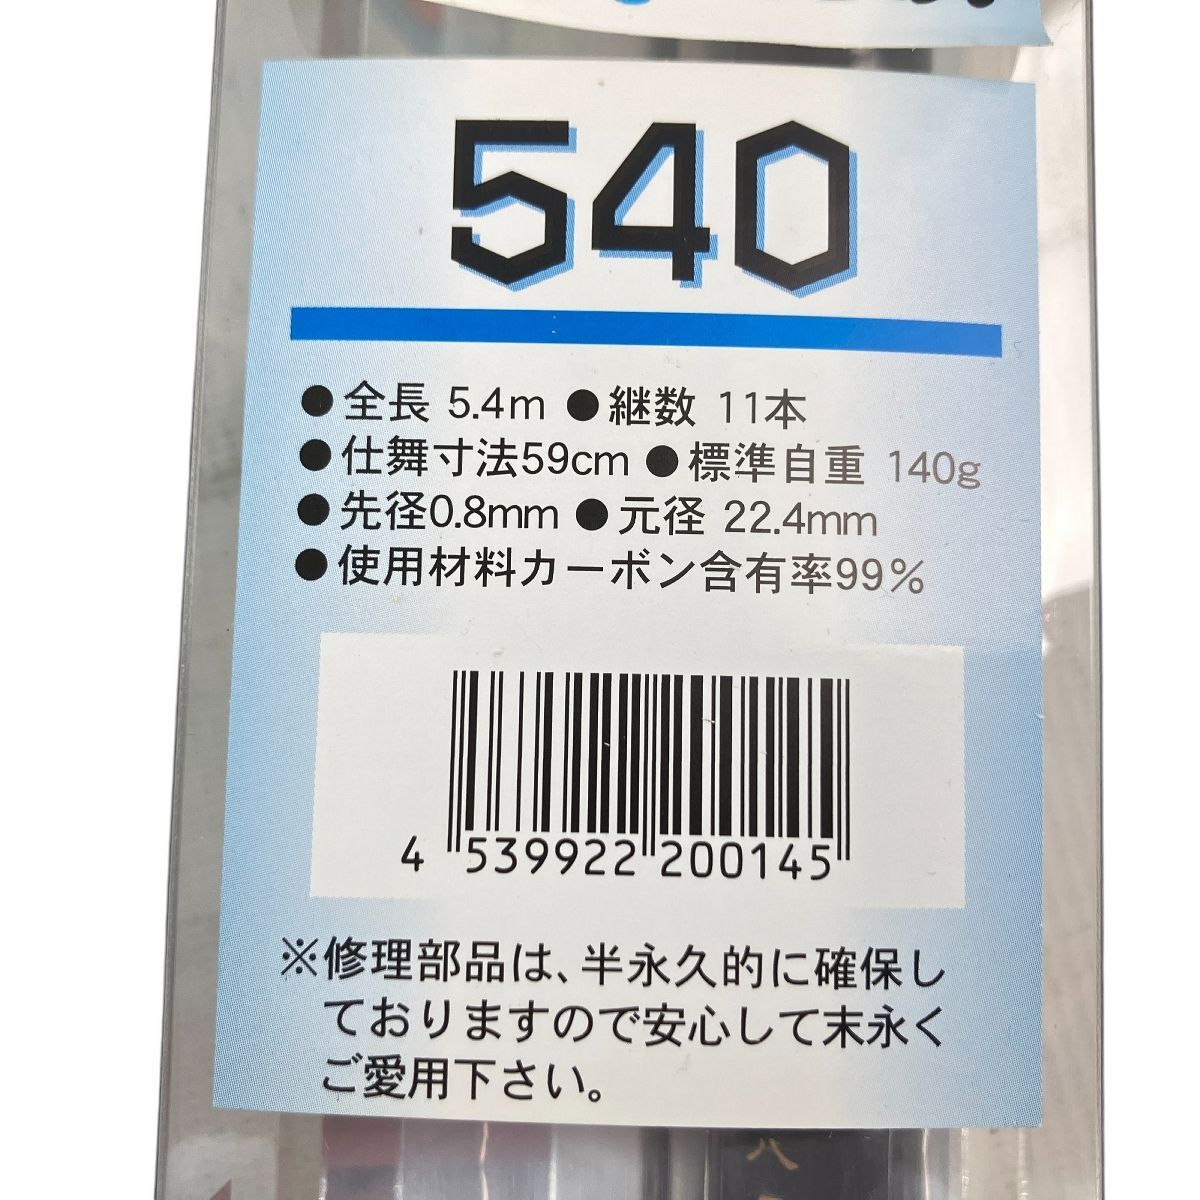 540
●全長 5.4m ●継数 11本
●仕舞寸法59cm ●標準自重 140g
●先径0.8mm ●元径 22.4mm
●使用材料カーボン含有率99%
4 539922 200145
※修理部品は、半永久的に確保し
ておりますので安心して末永く
ご愛用下さい。
八